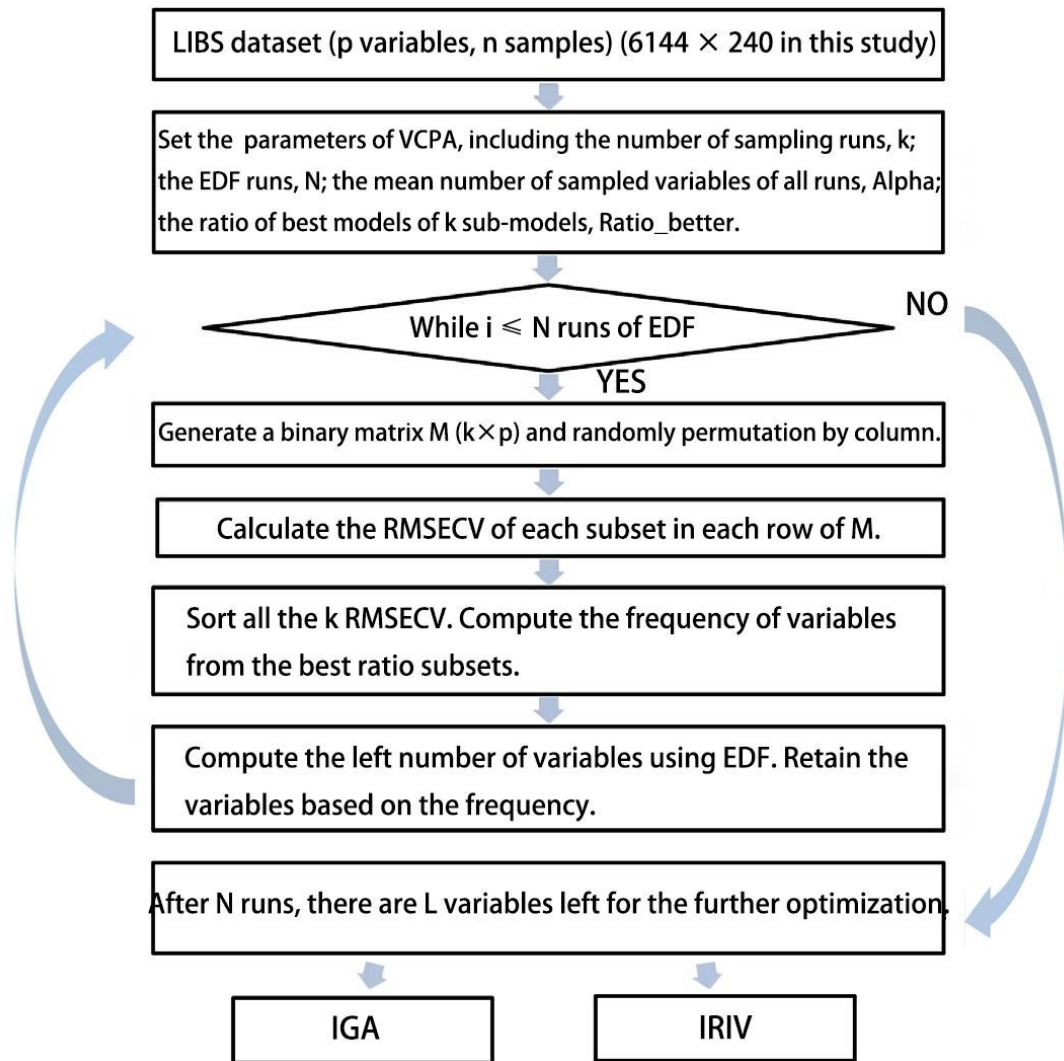 LIBS dataset (p variables, n samples) (6144 × 240 in this study)
Set the parameters of VCPA, including the number of sampling runs, k;
the EDF runs, N; the mean number of sampled variables of all runs, Alpha;
the ratio of best models of k sub-models, Ratio_better.
While i ⩽ N runs of EDF
NO
YES
Generate a binary matrix M (k×p) and randomly permutation by column.
Calculate the RMSECV of each subset in each row of M.
Sort all the k RMSECV. Compute the frequency of variables
from the best ratio subsets.
Compute the left number of variables using EDF. Retain the
variables based on the frequency.
After N runs, there are L variables left for the further optimization.
IGA
IRIV